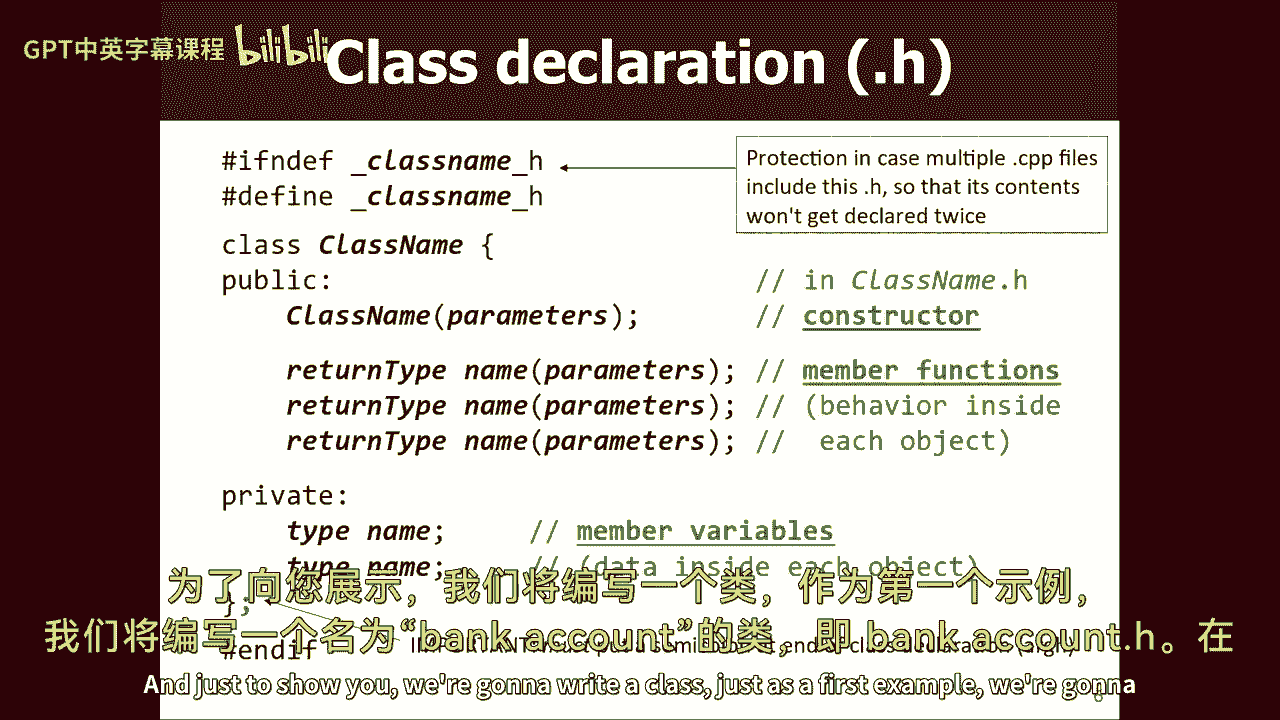 GPT中英字幕课程 bilibili
Class declaration (.h)
#ifndef _classname_h
#define _classname_h
Protection in case multiple .cpp files
include this .h, so that its contents
won't get declared twice
class ClassName {
public: // in ClassName.h
ClassName(parameters); // constructor
returnType name(parameters); // member functions
returnType name(parameters); // (behavior inside
returnType name(parameters); // each object)
private:
type name; // member variables
type name; // (data inside each object)
};
#endif
为了向您展示，我们将编写一个类，作为第一个示例，
我们将编写一个名为“bank account”的类，即 bank account.h。在
And just to show you, we're gonna write a class, just as a first example, we're gonna